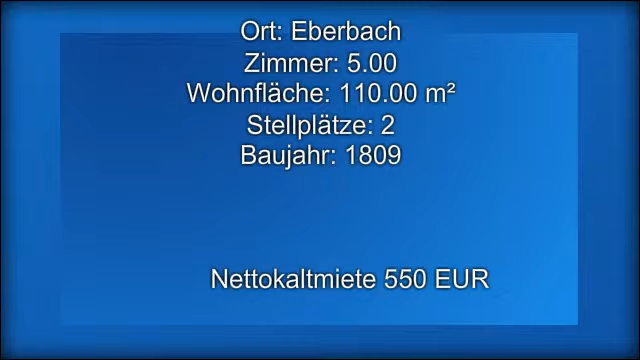 Ort: Eberbach
Zimmer: 5.00
Wohnfläche: 110.00 m²
Stellplätze: 2
Baujahr: 1809
Nettokaltmiete 550 EUR